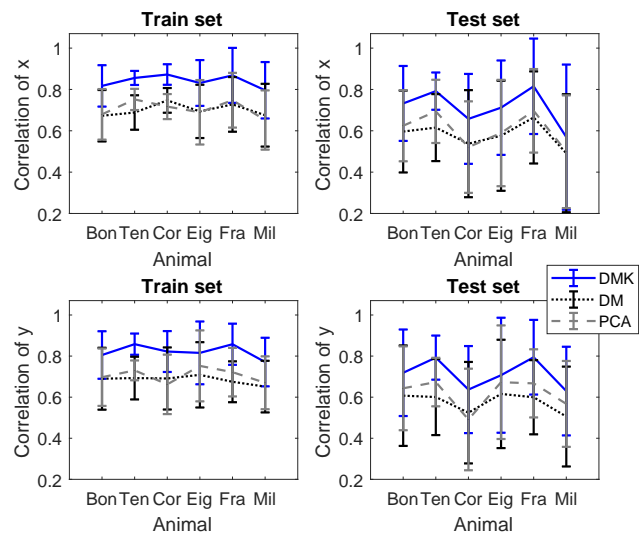 Train set
Correlation of x
1
0.8
0.6
0.4
0.2
Bon Ten Cor Eig Fra Mil
Animal
Test set
Correlation of x
1
0.8
0.6
0.4
0.2
Bon Ten Cor Eig Fra Mil
Animal
Train set
Correlation of y
1
0.8
0.6
0.4
0.2
Bon Ten Cor Eig Fra Mil
Animal
Test set
Correlation of y
1
0.8
0.6
0.4
0.2
Bon Ten Cor Eig Fra Mil
Animal
DMK
DM
PCA